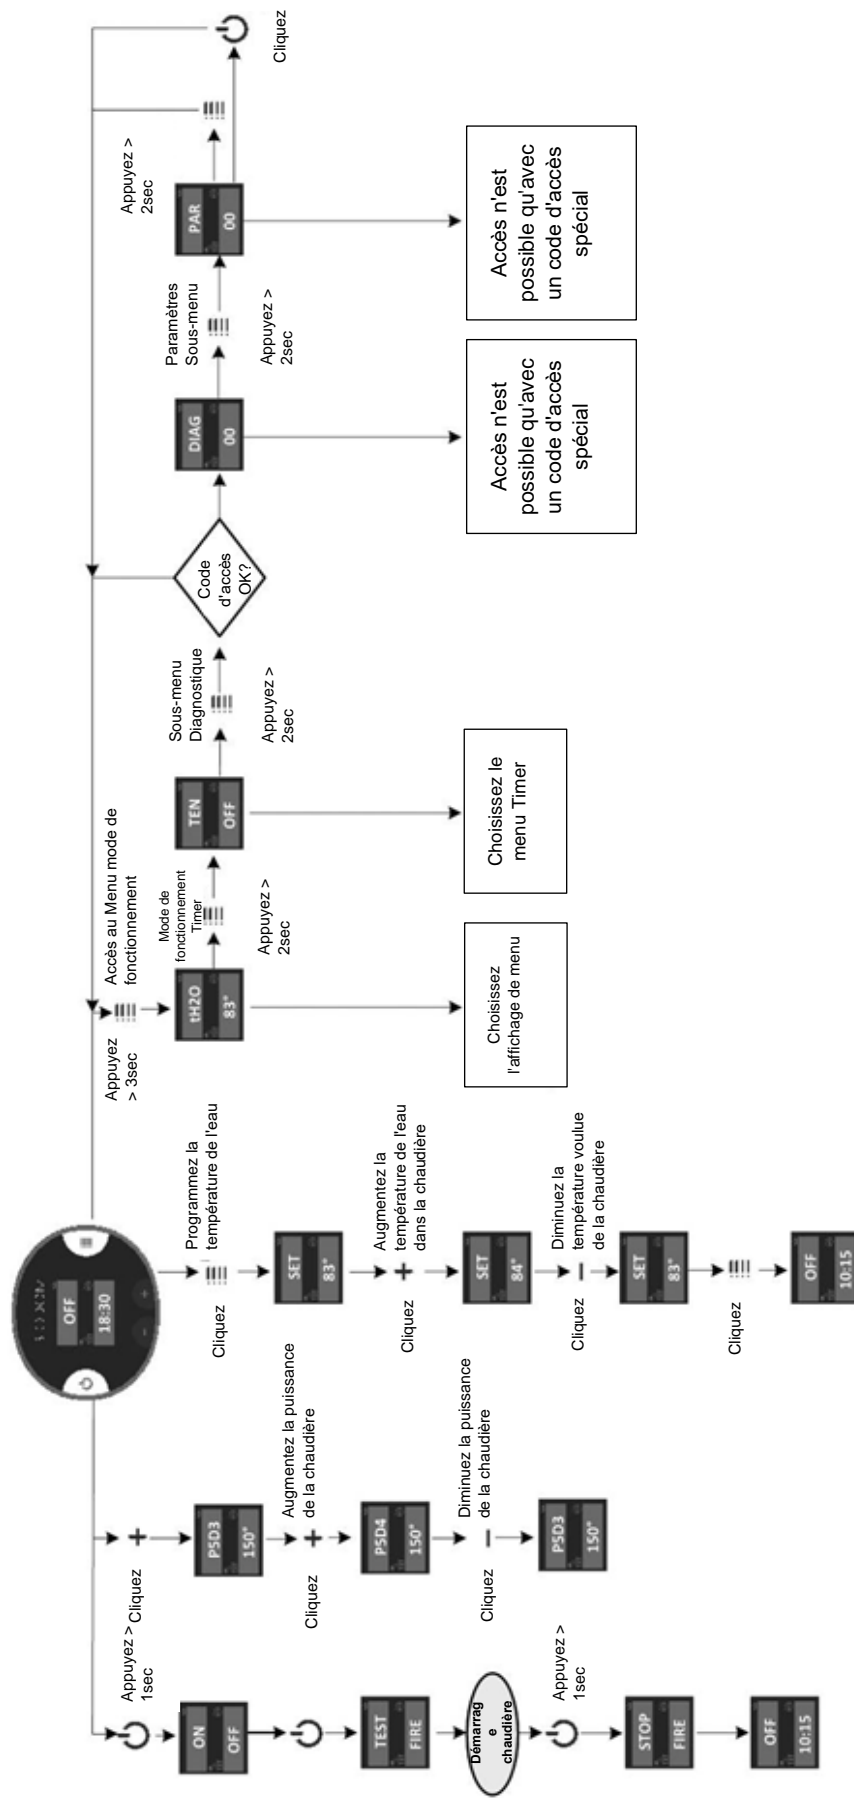 OFF
18:30
Appuyez >
1sec
ON
OFF
TEST
FIRE
Démarrag
e
chaudière
Appuyez >
1sec
STOP
FIRE
OFF
10:15
Cliquez
P5D3
150°
Augmentez la puissance
de la chaudière
Cliquez
P5D4
150°
Diminuez la puissance
de la chaudière
Cliquez
P5D3
150°
Programmez la
température de l'eau
Cliquez
SET
83°
Augmentez la
température de l'eau
dans la chaudière
Cliquez
SET
84°
Diminuez la
température voulue
de la chaudière
Cliquez
SET
83°
Cliquez
OFF
10:15
Appuyez
> 3sec
Accès au Menu mode de
fonctionnement
tH2O
83°
Choisissez
l'affichage de menu
Mode de
fonctionnement
Timer
Appuyez >
2sec
TEN
OFF
Choisissez le
menu Timer
Sous-menu
Diagnostique
Appuyez >
2sec
Code
d'accès
OK?
DIAG
00
Accès n'est
possible qu'avec
un code d'accès
spécial
Paramètres
Sous-menu
Appuyez >
2sec
PAR
00
Accès n'est
possible qu'avec
un code d'accès
spécial
Appuyez >
2sec
Cliquez